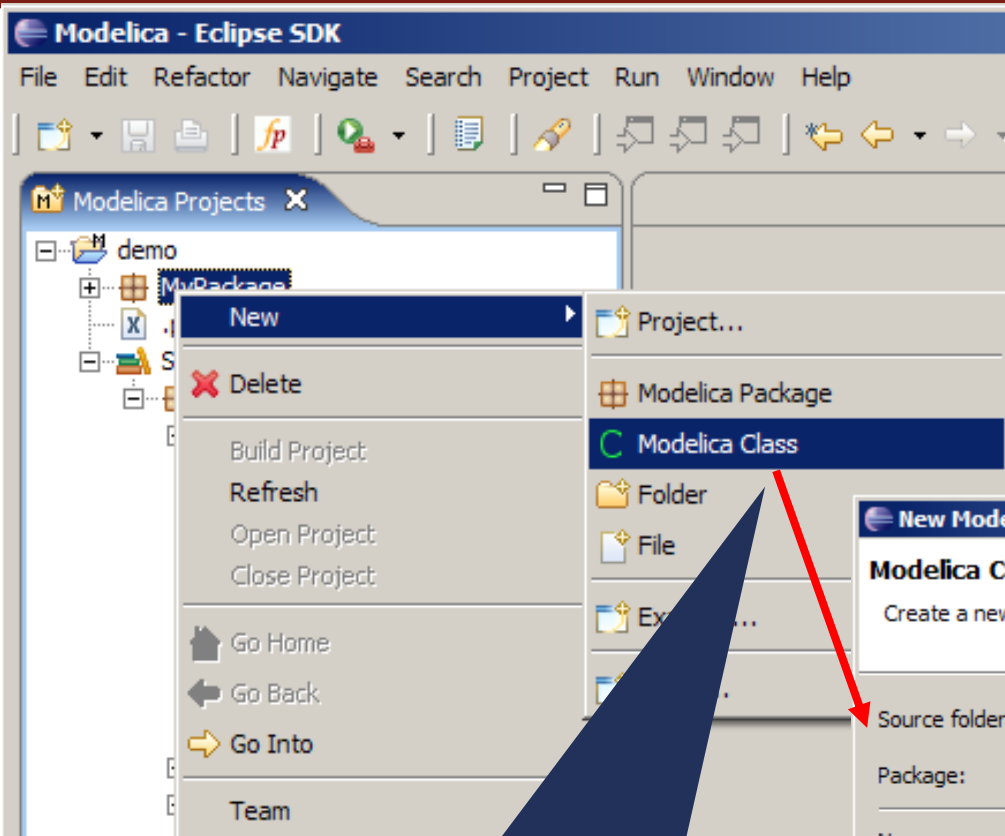 Modelica - Eclipse SDK
File Edit Refactor Navigate Search Project Run Window Help
Modelica Projects
demo
MyPackage
New
Delete
Build Project
Refresh
Open Project
Close Project
Go Home
Go Back
Go Into
Team
Project...
Modelica Package
Modelica Class
Folder
File
Modelica
Create a
Source folder
Package: